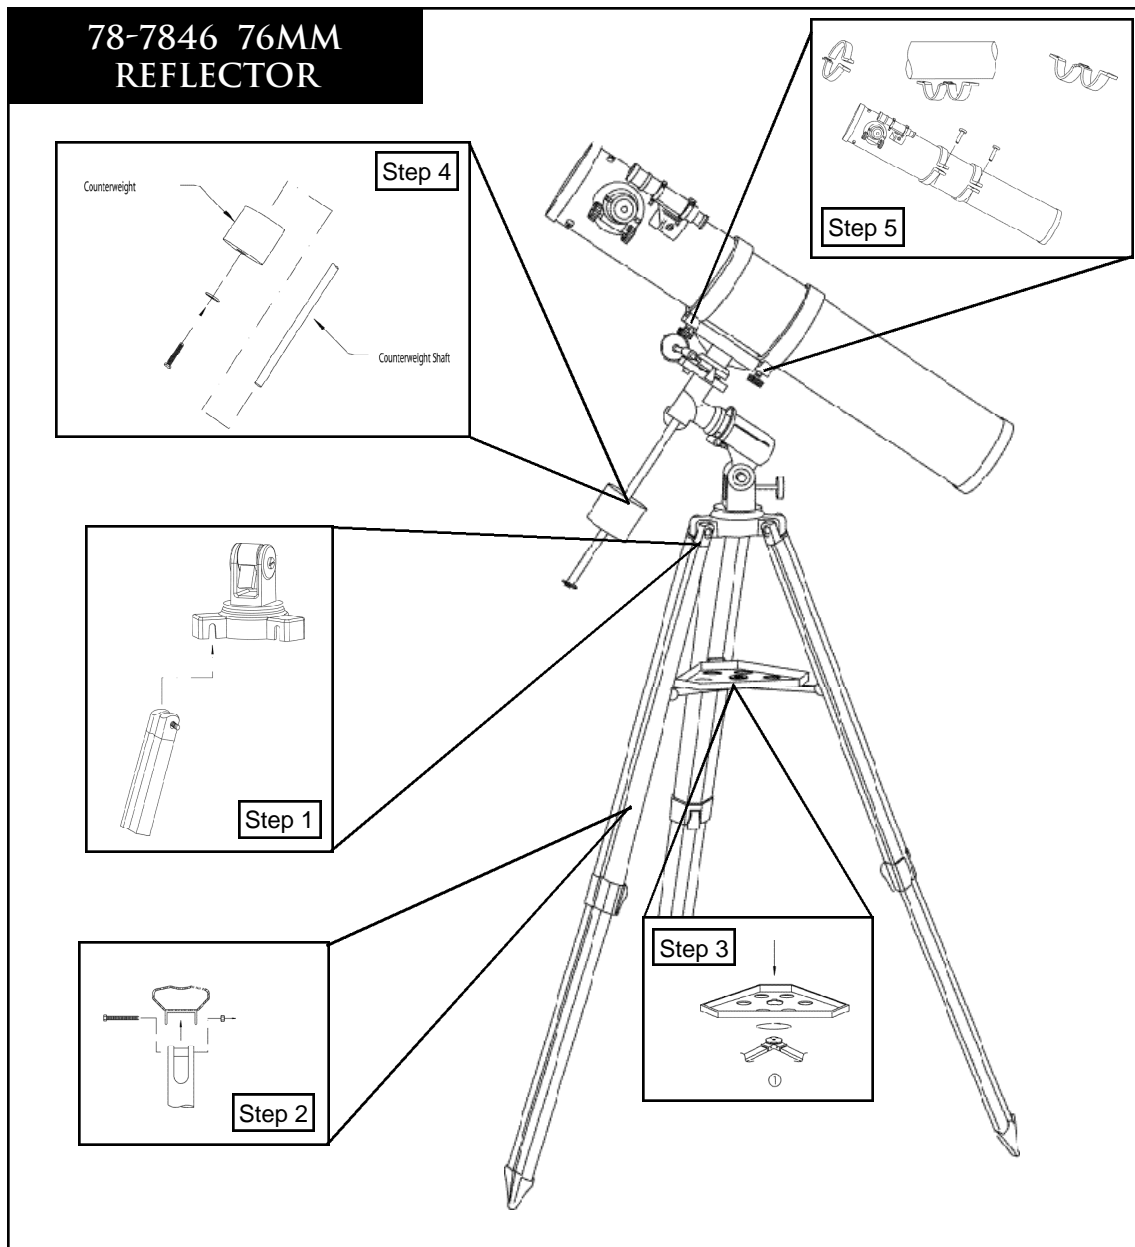 78-7846 76MM
REFLECTOR
Step 4
Counterweight
Counterweight Shaft
Step 5
Step 1
Step 2
Step 3
①